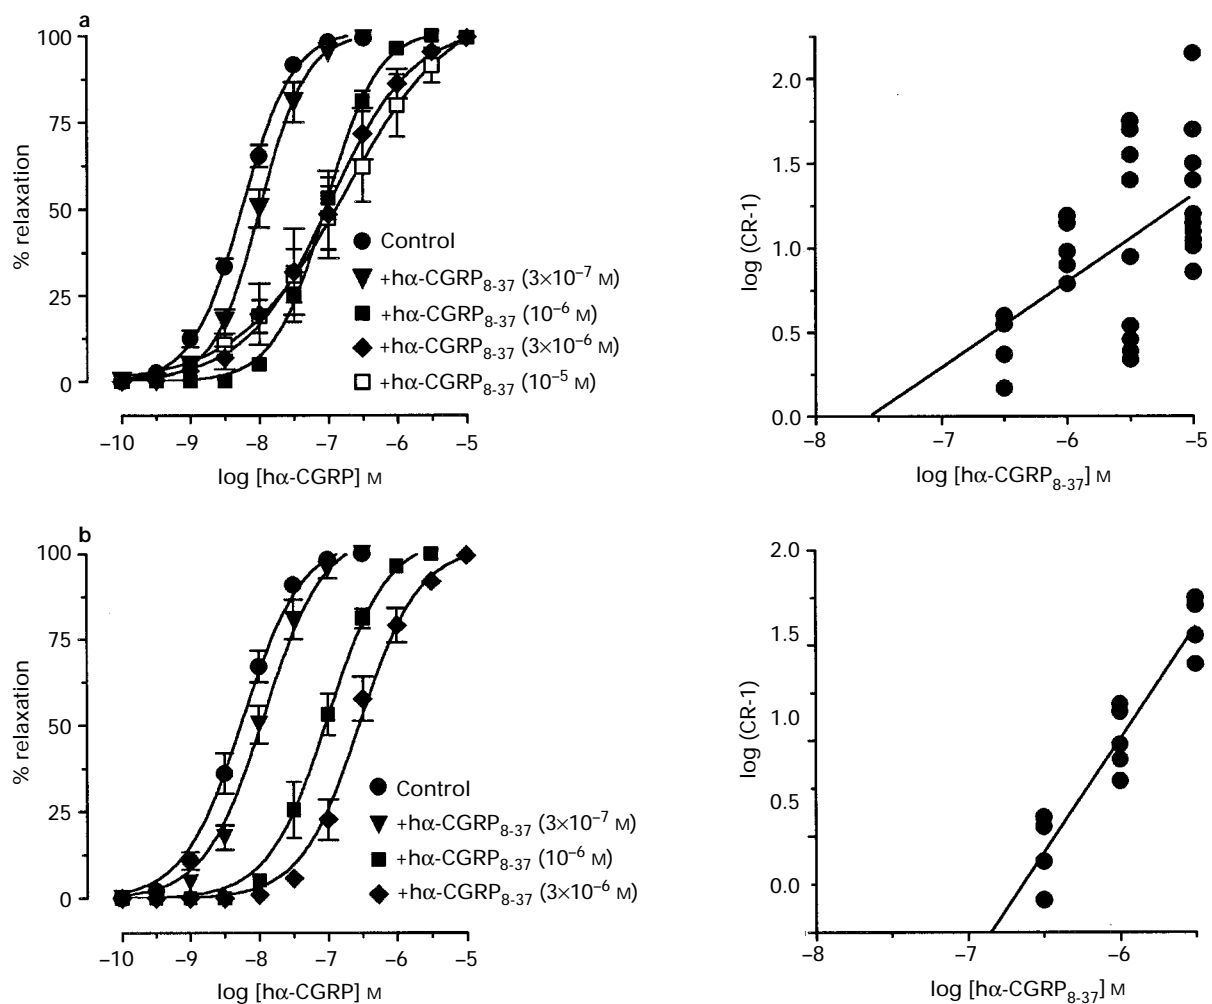 a
100
75
50
25
0
% relaxation
Control
+hα-CGRP8-37 (3×10−7 M)
+hα-CGRP8-37 (10−6 M)
+hα-CGRP8-37 (3×10−6 M)
+hα-CGRP8-37 (10−5 M)
−10 −9 −8 −7 −6 −5
log [hα-CGRP] M
2.0
1.5
1.0
0.5
0.0
log (CR-1)
−8 −7 −6 −5
log [hα-CGRP8-37] M
b
100
75
50
25
0
% relaxation
Control
+hα-CGRP8-37 (3×10−7 M)
+hα-CGRP8-37 (10−6 M)
+hα-CGRP8-37 (3×10−6 M)
−10 −9 −8 −7 −6 −5
log [hα-CGRP] M
2.0
1.5
1.0
0.5
0.0
log (CR-1)
−8 −7 −6
log [hα-CGRP8-37] M